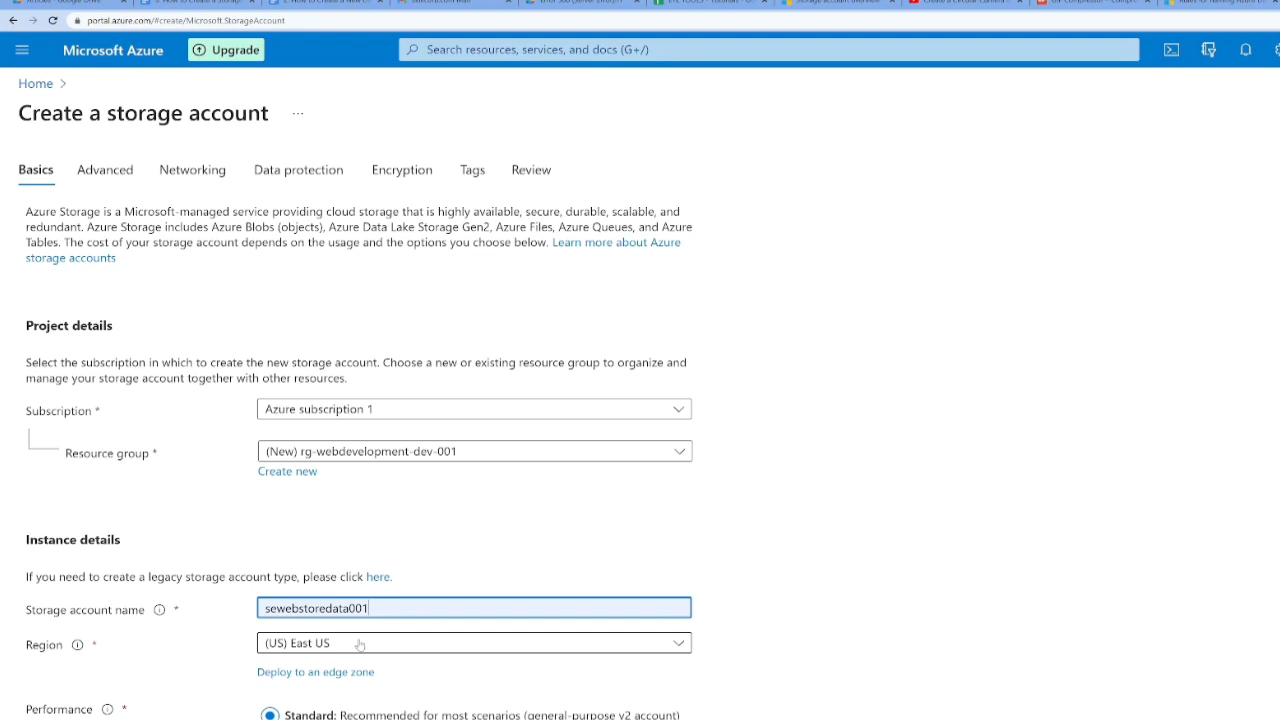 portal.azure.com/#create/Microsoft.StorageAccount
Microsoft Azure
Upgrade
Search resources, services, and docs (G+/)
Home
Create a storage account
...
Basics
Advanced
Networking
Data protection
Encryption
Tags
Review
Azure Storage is a Microsoft-managed service providing cloud storage that is highly available, secure, durable, scalable, and
redundant. Azure Storage includes Azure Blobs (objects), Azure Data Lake Storage Gen2, Azure Files, Azure Queues, and Azure
Tables. The cost of your storage account depends on the usage and the options you choose below. Learn more about Azure
storage accounts
Project details
Select the subscription in which to create the new storage account. Choose a new or existing resource group to organize and
manage your storage account together with other resources.
Subscription *
Azure subscription 1
Resource group *
(New) rg-webdevelopment-dev-001
Create new
Instance details
If you need to create a legacy storage account type, please click here.
Storage account name *
sewebstoredata001
Region *
(US) East US
Deploy to an edge zone
Performance *
Standard: Recommended for most scenarios (general-purpose v2 account)